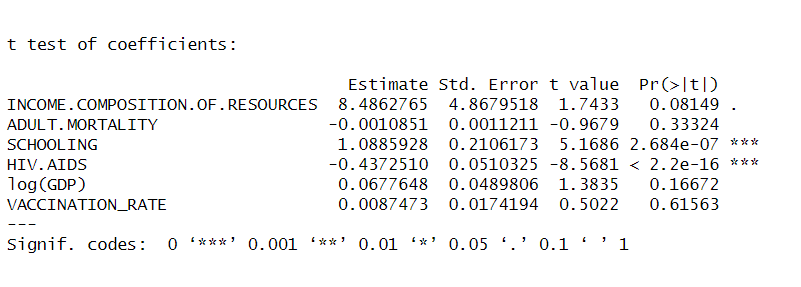 t test of coefficients:
Estimate Std. Error t value Pr(>|t|)
INCOME.COMPOSITION.OF.RESOURCES 8.4862765 4.8679518 1.7433 0.08149 .
ADULT.MORTALITY -0.0010851 0.0011211 -0.9679 0.33324
SCHOOLING 1.0885928 0.2106173 5.1686 2.684e-07 ***
HIV.AIDS -0.4372510 0.0510325 -8.5681 < 2.2e-16 ***
log(GDP) 0.0677648 0.0489806 1.3835 0.16672
VACCINATION_RATE 0.0087473 0.0174194 0.5022 0.61563
---
Signif. codes: 0 ‘***’ 0.001 ‘**’ 0.01 ‘*’ 0.05 ‘.’ 0.1 ‘ ’ 1